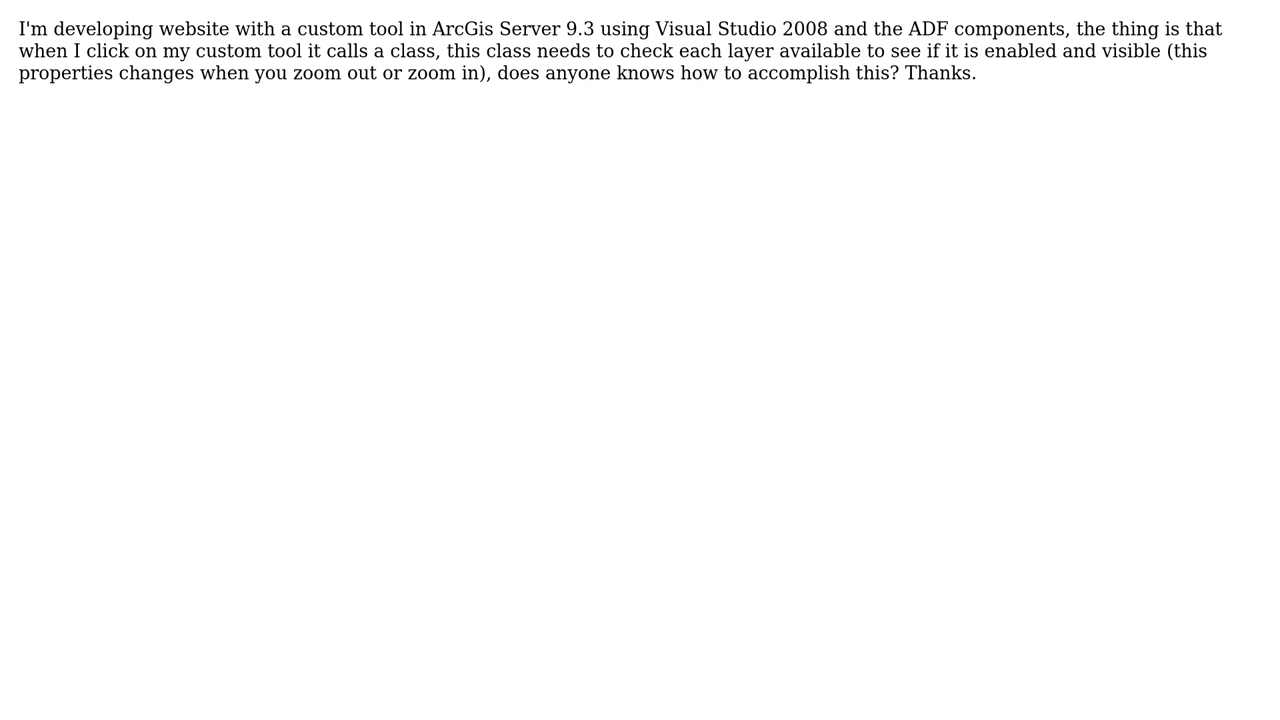 I'm developing website with a custom tool in ArcGis Server 9.3 using Visual Studio 2008 and the ADF components, the thing is that
when I click on my custom tool it calls a class, this class needs to check each layer available to see if it is enabled and visible (this
properties changes when you zoom out or zoom in), does anyone knows how to accomplish this? Thanks.